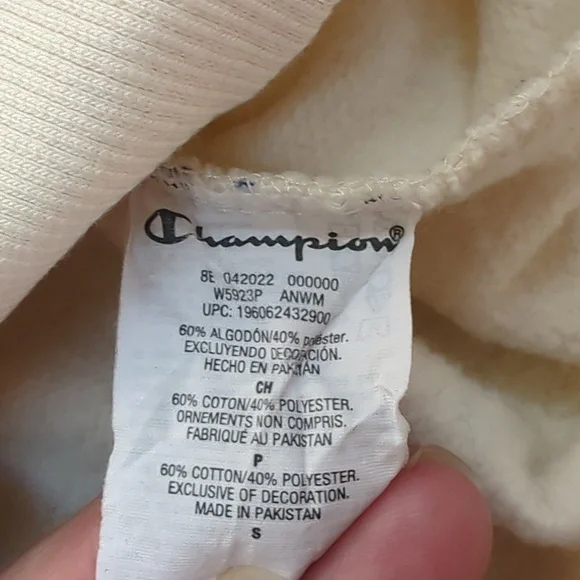 Champion®
8E 042022 000000
W5923P ANWM
UPC: 196062432900
60% ALGODÓN/40% poliéster.
EXCLUYENDO DECORACIÓN.
HECHO EN PAKISTÁN
CH
60% COTON/40% POLYESTER.
ORNEMENTS NON COMPRIS.
FABRIQUÉ AU PAKISTAN
P
60% COTTON/40% POLYESTER.
EXCLUSIVE OF DECORATION.
MADE IN PAKISTAN
S